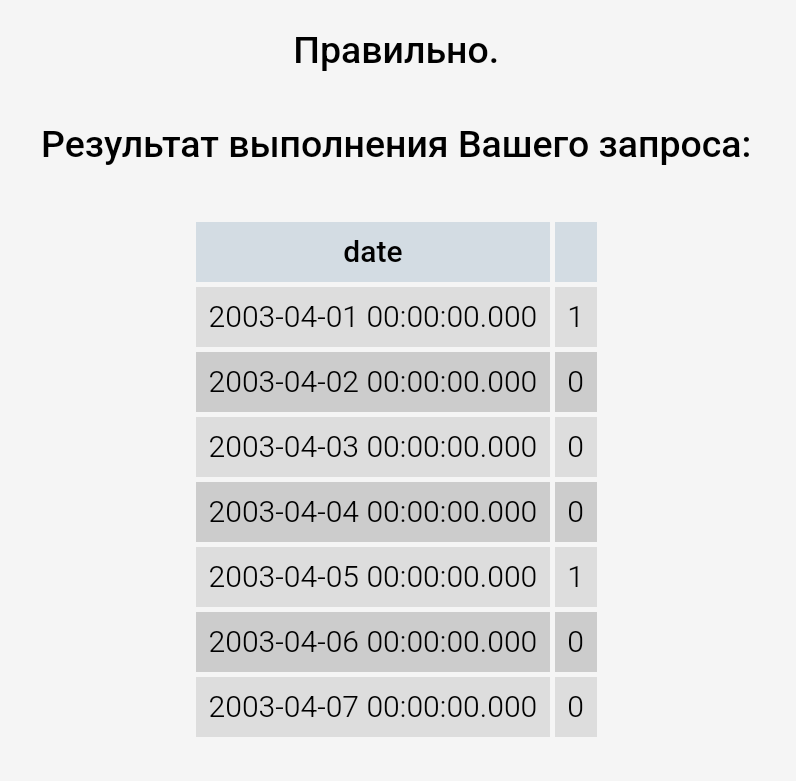 Правильно.
Результат выполнения Вашего запроса:
date
2003-04-01 00:00:00.000 1
2003-04-02 00:00:00.000 0
2003-04-03 00:00:00.000 0
2003-04-04 00:00:00.000 0
2003-04-05 00:00:00.000 1
2003-04-06 00:00:00.000 0
2003-04-07 00:00:00.000 0